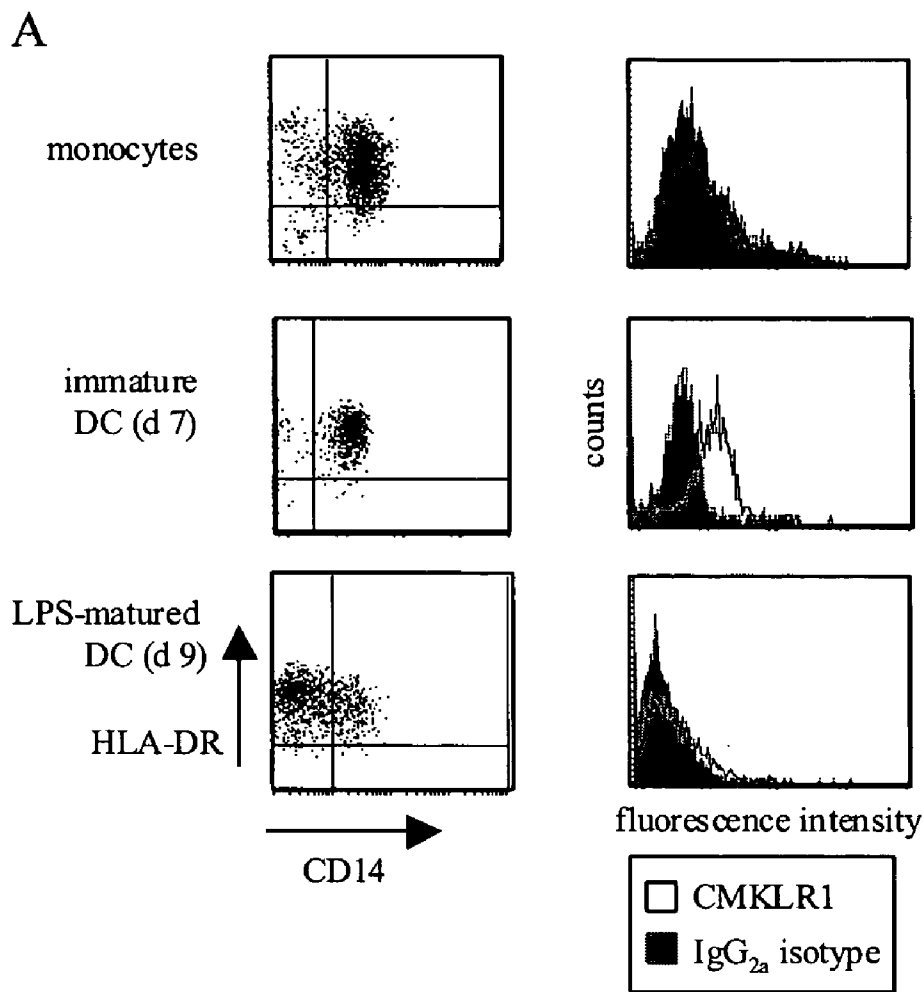 A
monocytes
immature
DC (d 7)
counts
LPS-matured
DC (d 9)
HLA-DR
CD14
fluorescence intensity
CMKLR1
IgG2a isotype